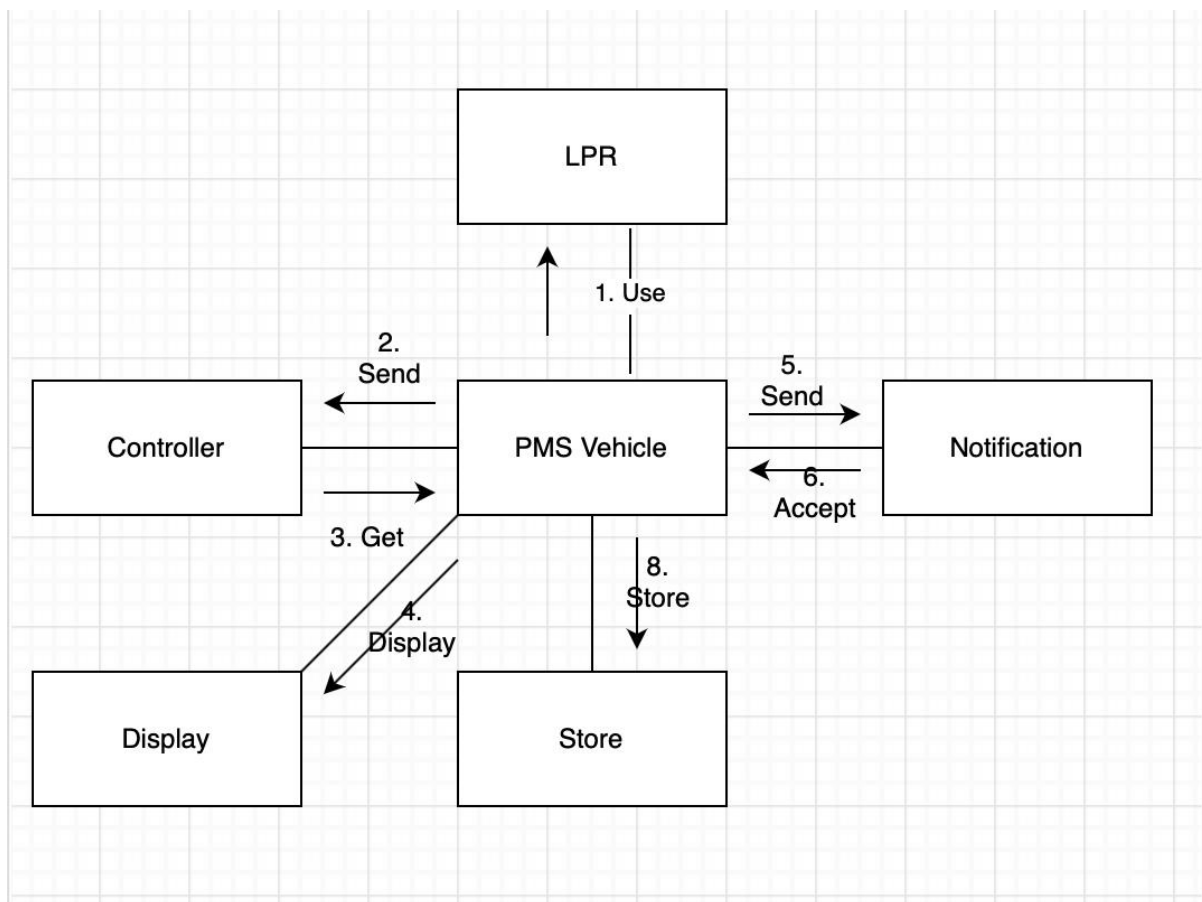 LPR
1. Use
2.
Send
5.
Send
Controller
PMS Vehicle
Notification
3. Get
6.
Accept
4.
Display
8.
Store
Display
Store